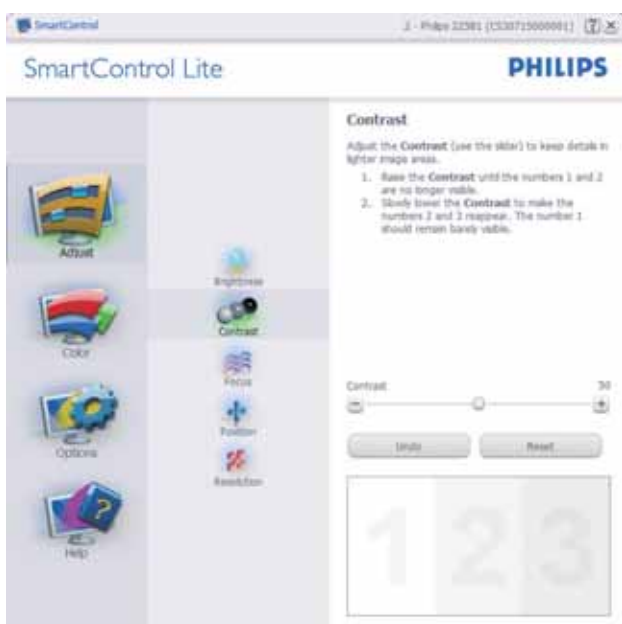 SmartControl
SmartControl Lite
PHILIPS
Adjust
Color
Options
Help
Brightness
Contrast
Focus
Position
Resolution
Contrast
Adjust the Contrast (use the slider) to keep details in
lighter image areas.
1. Raise the Contrast until the numbers 1 and 2
are no longer visible.
2. Slowly lower the Contrast to make the
numbers 2 and 3 reappear. The number 1
should remain barely visible.
Contrast 50
Undo Reset
1 2 3